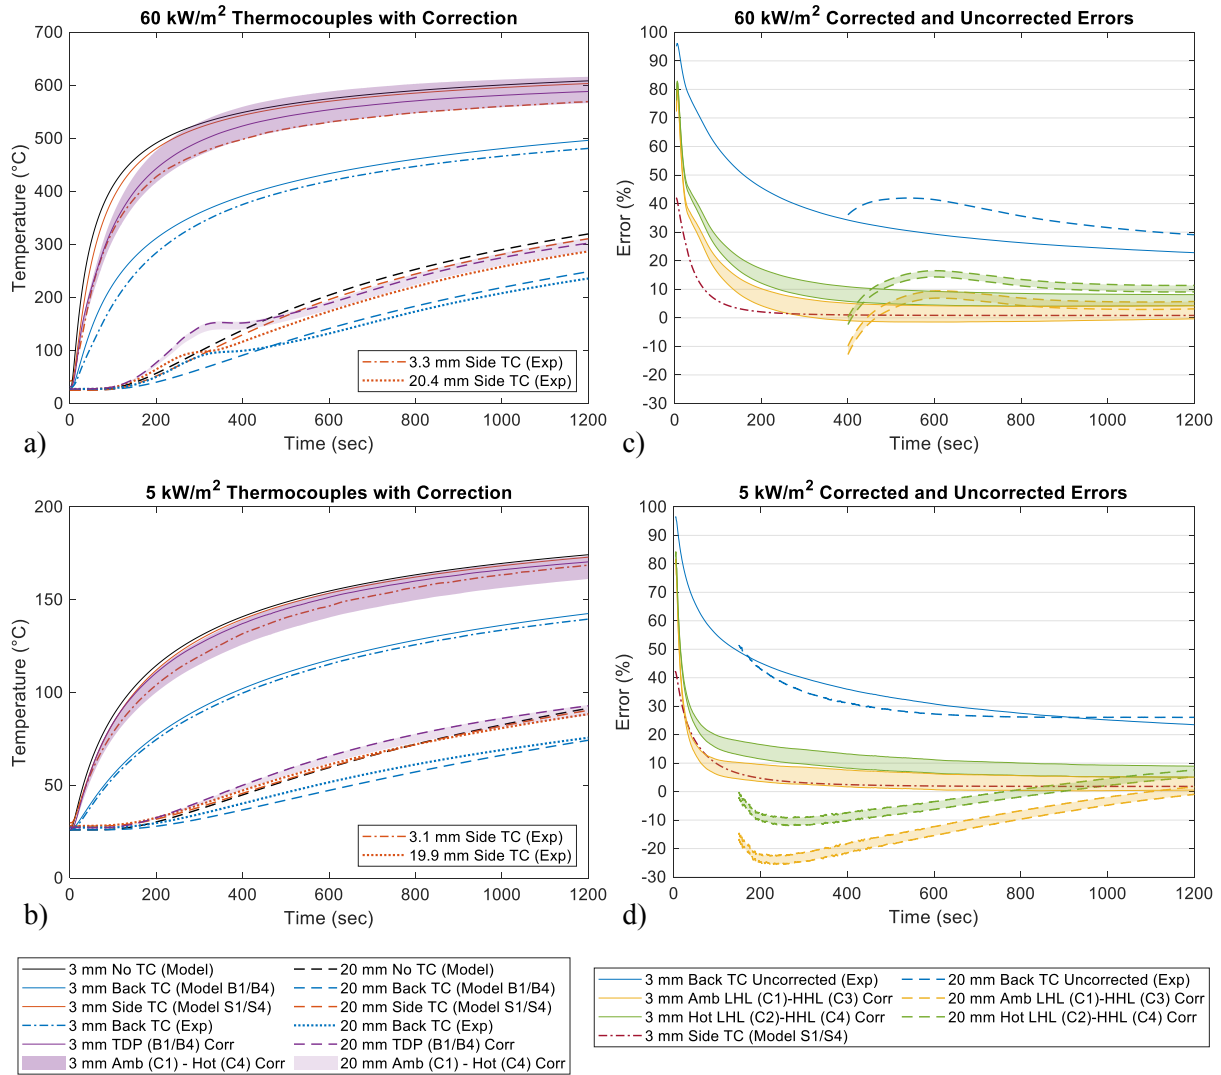 60 kW/m2 Thermocouples with Correction
700
600
500
400
300
200
100
0
Temperature (°C)
0 200 400 600 800 1000 1200
Time (sec)
3.3 mm Side TC (Exp)
20.4 mm Side TC (Exp)
a)
60 kW/m2 Corrected and Uncorrected Errors
100
90
80
70
60
50
40
30
20
10
0
-10
-20
-30
Error (%)
0 200 400 600 800 1000 1200
Time (sec)
c)
5 kW/m2 Thermocouples with Correction
200
150
100
50
0
Temperature (°C)
0 200 400 600 800 1000 1200
Time (sec)
3.1 mm Side TC (Exp)
19.9 mm Side TC (Exp)
b)
5 kW/m2 Corrected and Uncorrected Errors
100
90
80
70
60
50
40
30
20
10
0
-10
-20
-30
Error (%)
0 200 400 600 800 1000 1200
Time (sec)
d)
3 mm No TC (Model)
3 mm Back TC (Model B1/B4)
3 mm Side TC (Model S1/S4)
3 mm Back TC (Exp)
3 mm TDP (B1/B4) Corr
3 mm Amb (C1) - Hot (C4) Corr
20 mm No TC (Model)
20 mm Back TC (Model B1/B4)
20 mm Side TC (Model S1/S4)
20 mm Back TC (Exp)
20 mm TDP (B1/B4) Corr
20 mm Amb (C1) - Hot (C4) Corr
3 mm Back TC Uncorrected (Exp)
3 mm Amb LHL (C1)-HHL (C3) Corr
3 mm Hot LHL (C2)-HHL (C4) Corr
3 mm Side TC (Model S1/S4)
20 mm Back TC Uncorrected (Exp)
20 mm Amb LHL (C1)-HHL (C3) Corr
20 mm Hot LHL (C2)-HHL (C4) Corr